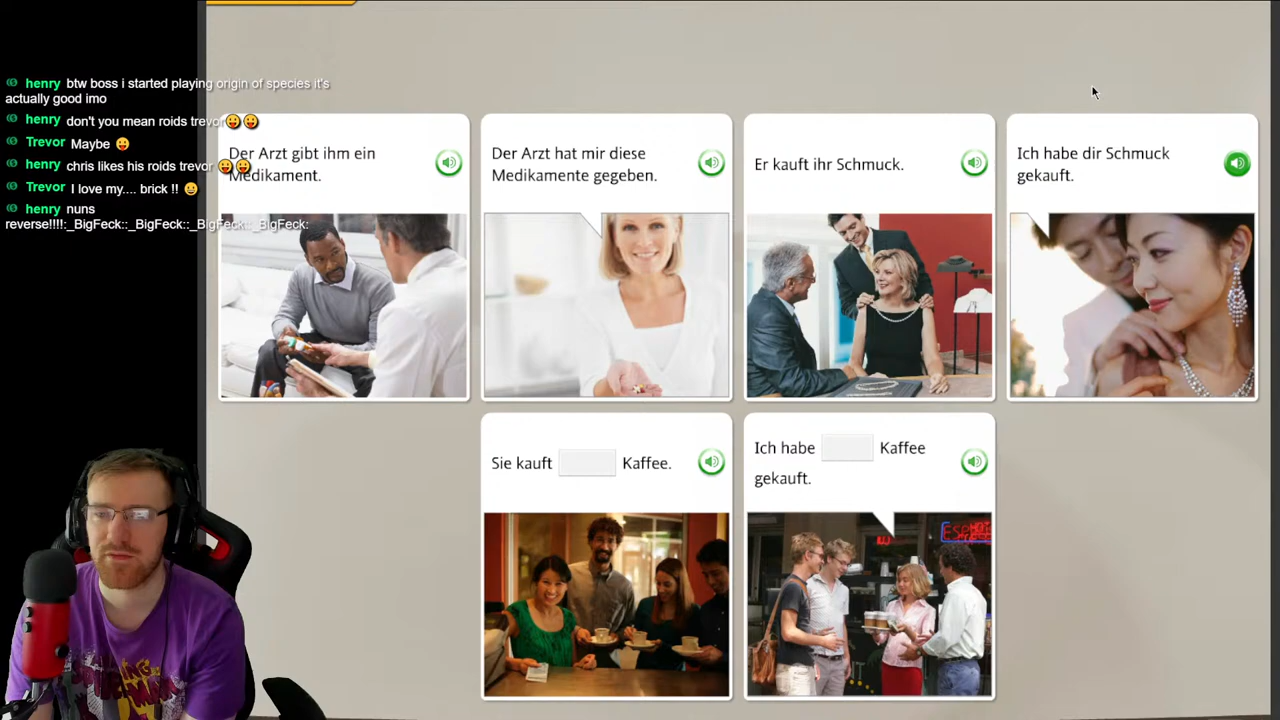 henry btw boss i started playing origin of species it's
actually good imo
henry don't you mean roids trevor😛😛
Trevor Maybe 😛
henry chris likes his roids trevor 😛😛
Trevor I love my.... brick !! 😀
henry nuns
reverse!!!!:_BigFeck::_BigFeck::_BigFeck::_BigFeck:
Der Arzt gibt ihm ein
Medikament.
Der Arzt hat mir diese
Medikamente gegeben.
Er kauft ihr Schmuck.
Ich habe dir Schmuck
gekauft.
Sie kauft Kaffee.
Ich habe Kaffee
gekauft.